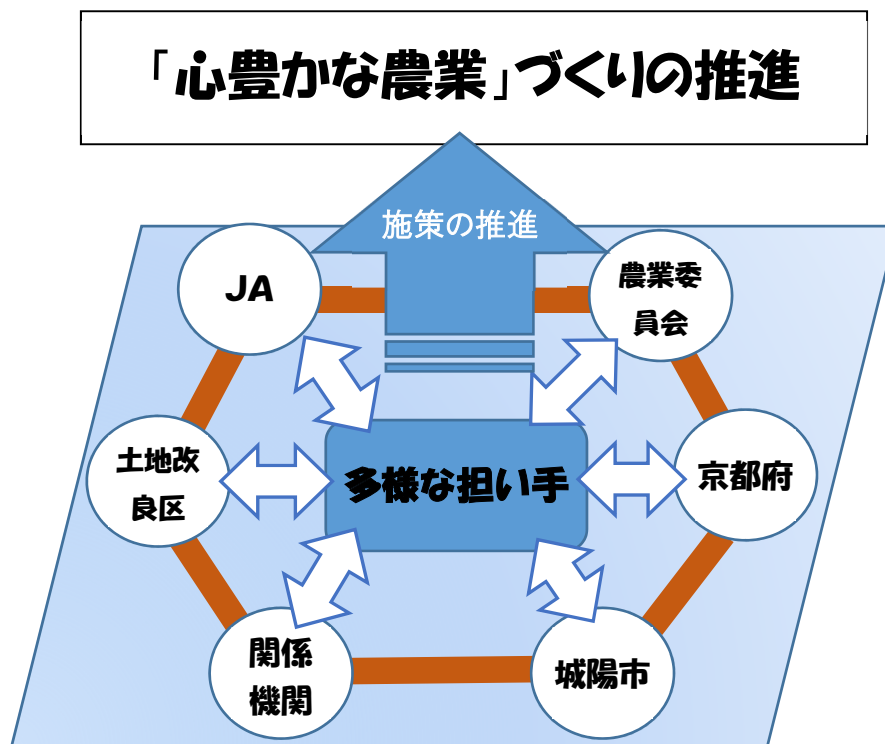 「心豊かな農業」づくりの推進
施策の推進
JA
農業委
員会
土地改
良区
多様な担い手
京都府
関係
機関
城陽市